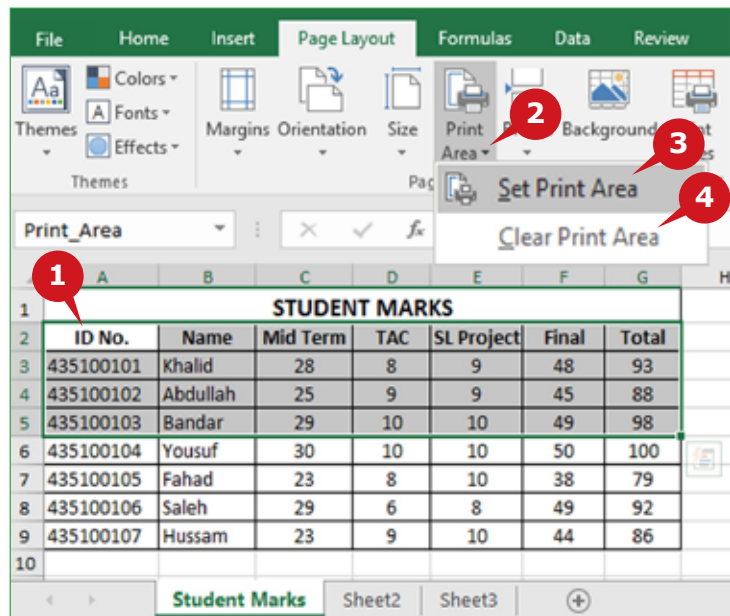 File Home Insert Page Layout Formulas Data Review
Aa Colors
A Fonts
Effects
Themes Margins Orientation Size Print Area Background
Themes
2
3
Set Print Area
4
Clear Print Area
Print_Area fx
1
A B C D E F G H
1 STUDENT MARKS
2 ID No. Name Mid Term TAC SL Project Final Total
3 435100101 Khalid 28 8 9 48 93
4 435100102 Abdullah 25 9 9 45 88
5 435100103 Bandar 29 10 10 49 98
6 435100104 Yousuf 30 10 10 50 100
7 435100105 Fahad 23 8 10 38 79
8 435100106 Saleh 29 6 8 49 92
9 435100107 Hussam 23 9 10 44 86
10
Student Marks Sheet2 Sheet3